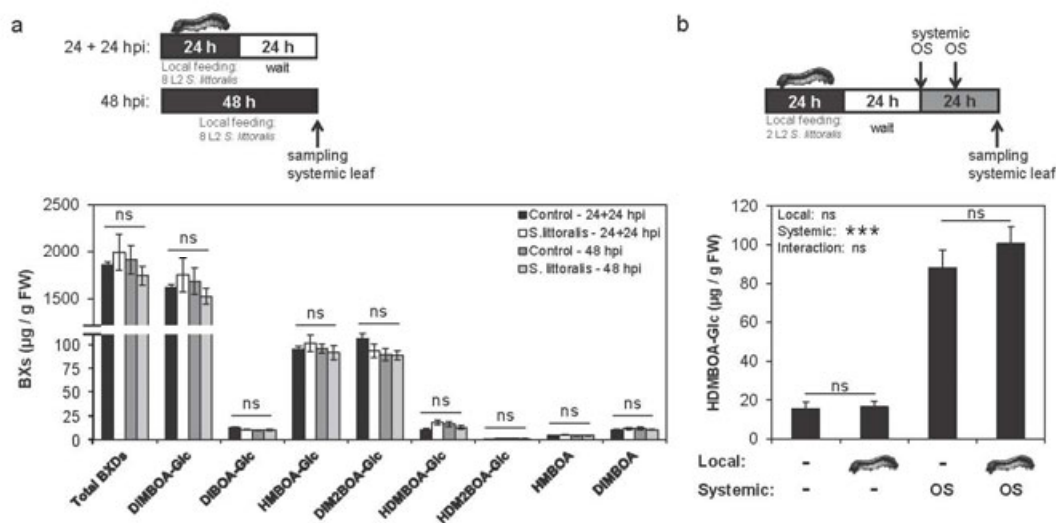 a
24 + 24 hpi:
24 h
24 h
Local feeding:
8 L2 S. littoralis
wait
48 hpi:
48 h
Local feeding:
8 L2 S. littoralis
sampling
systemic leaf
BXs (µg / g FW)
2500
2000
1500
100
75
50
25
0
ns
ns
ns
ns
ns
ns
ns
ns
ns
Control - 24+24 hpi
S.littoralis - 24+24 hpi
Control - 48 hpi
S. littoralis - 48 hpi
Total BXDs
DIMBOA-Glc
DIBOA-Glc
HMBOA-Glc
DIM2BOA-Glc
HDMBOA-Glc
HDM2BOA-Glc
HMBOA
DIMBOA
b
systemic
OS OS
24 h
24 h
24 h
Local feeding:
2 L2 S. littoralis
wait
sampling
systemic leaf
HDMBOA-Glc (µg / g FW)
120
100
80
60
40
20
0
Local: ns
Systemic: ***
Interaction: ns
ns
ns
Local: - -
Systemic: - - OS OS